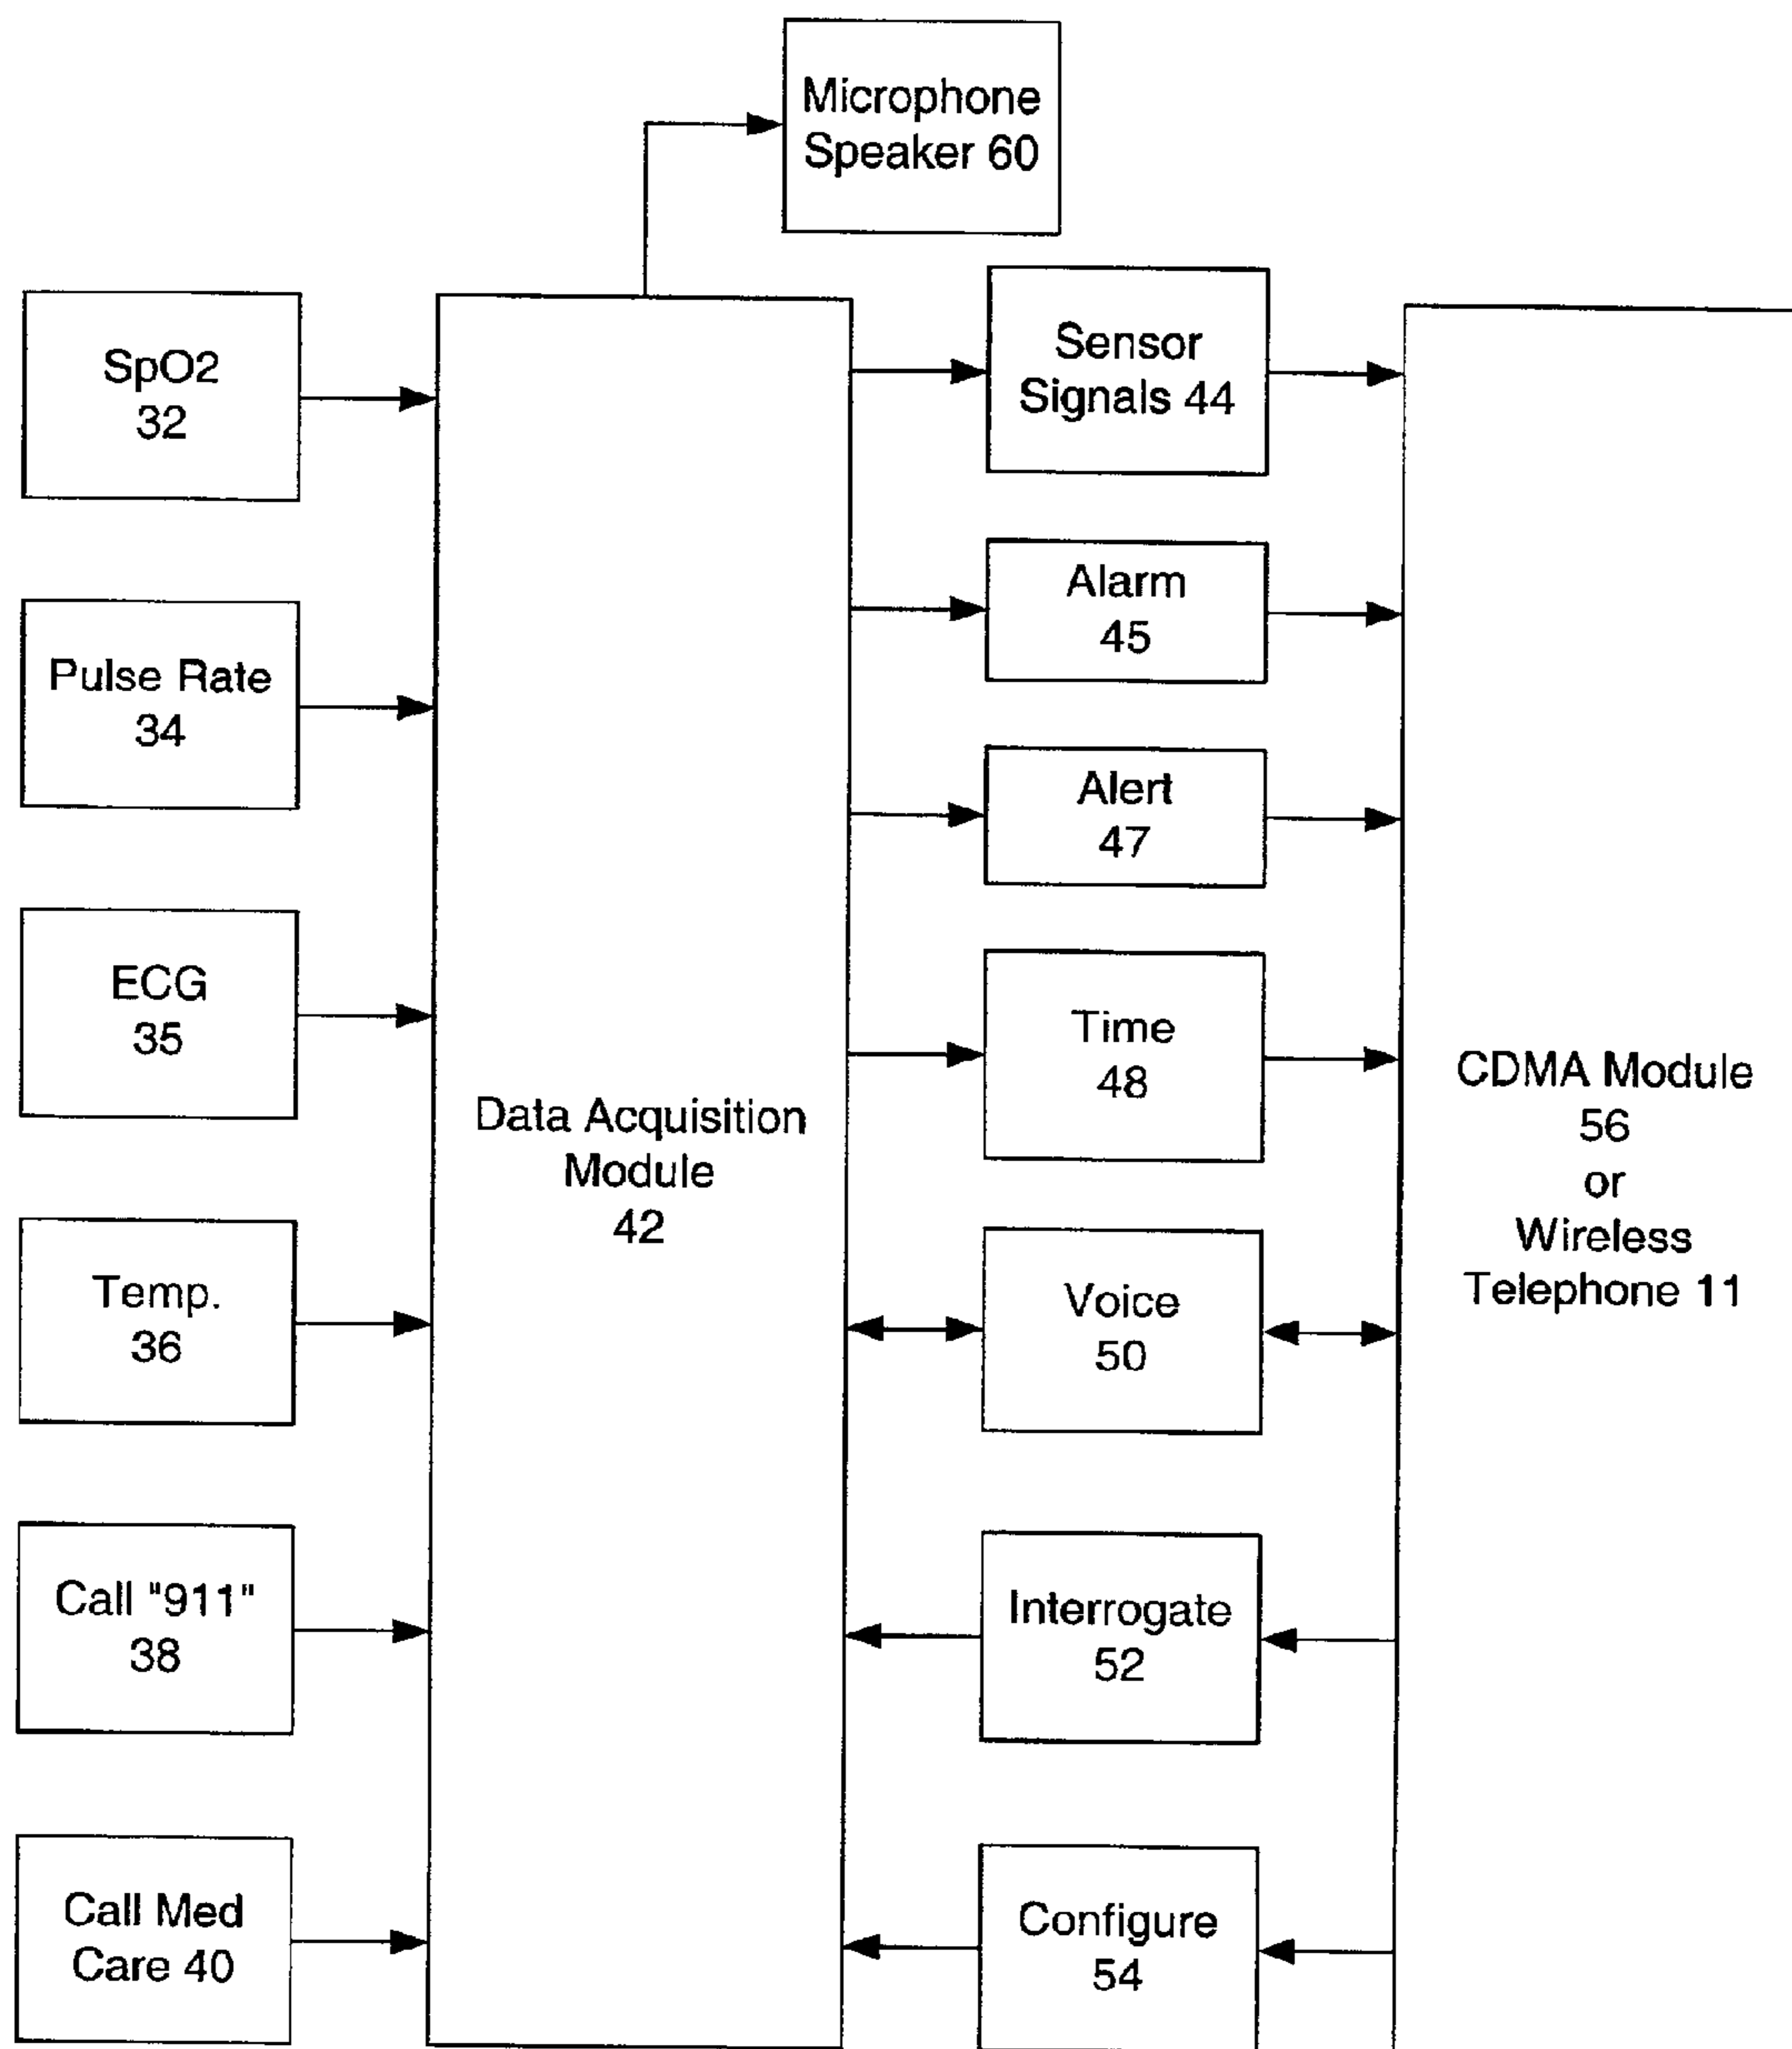 Microphone
Speaker 60
SpO2
32
Pulse Rate
34
ECG
35
Temp.
36
Call "911"
38
Call Med
Care 40
Data Acquisition
Module
42
Sensor
Signals 44
Alarm
45
Alert
47
Time
48
Voice
50
Interrogate
52
Configure
54
CDMA Module
56
or
Wireless
Telephone 11